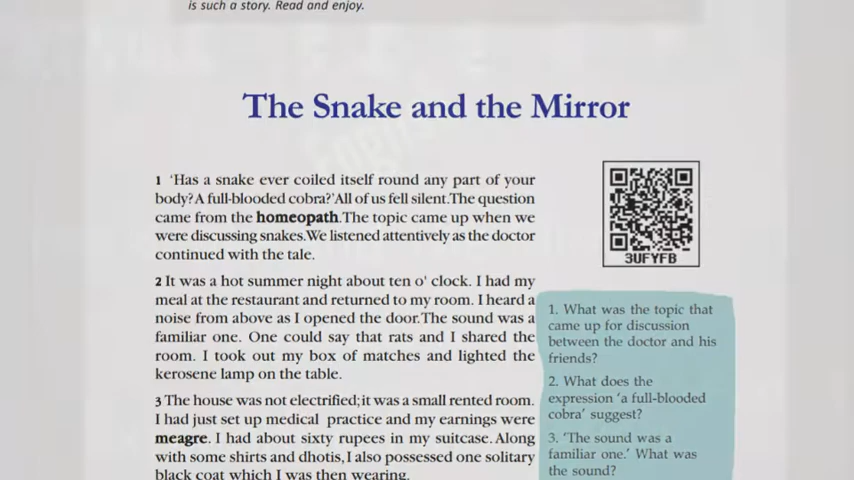 is such a story. Read and enjoy.
The Snake and the Mirror
1 'Has a snake ever coiled itself round any part of your
body? A full-blooded cobra?' All of us fell silent. The question
came from the homeopath. The topic came up when we
were discussing snakes. We listened attentively as the doctor
continued with the tale.
3UFYFB
2 It was a hot summer night about ten o' clock. I had my
meal at the restaurant and returned to my room. I heard a
noise from above as I opened the door. The sound was a
familiar one. One could say that rats and I shared the
room. I took out my box of matches and lighted the
kerosene lamp on the table.
3 The house was not electrified; it was a small rented room.
I had just set up medical practice and my earnings were
meagre. I had about sixty rupees in my suitcase. Along
with some shirts and dhotis, I also possessed one solitary
black coat which I was then wearing.
1. What was the topic that
came up for discussion
between the doctor and his
friends?
2. What does the
expression 'a full-blooded
cobra' suggest?
3. 'The sound was a
familiar one.' What was
the sound?